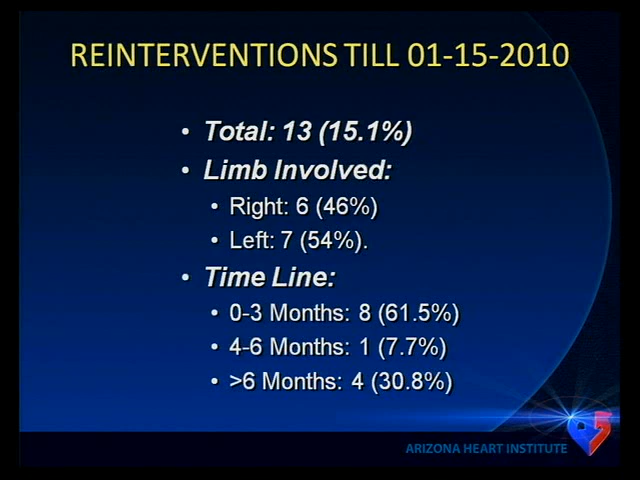 REINTERVENTIONS TILL 01-15-2010
• Total: 13 (15.1%)
• Limb Involved:
• Right: 6 (46%)
• Left: 7 (54%).
• Time Line:
• 0-3 Months: 8 (61.5%)
• 4-6 Months: 1 (7.7%)
• >6 Months: 4 (30.8%)
ARIZONA HEART INSTITUTE